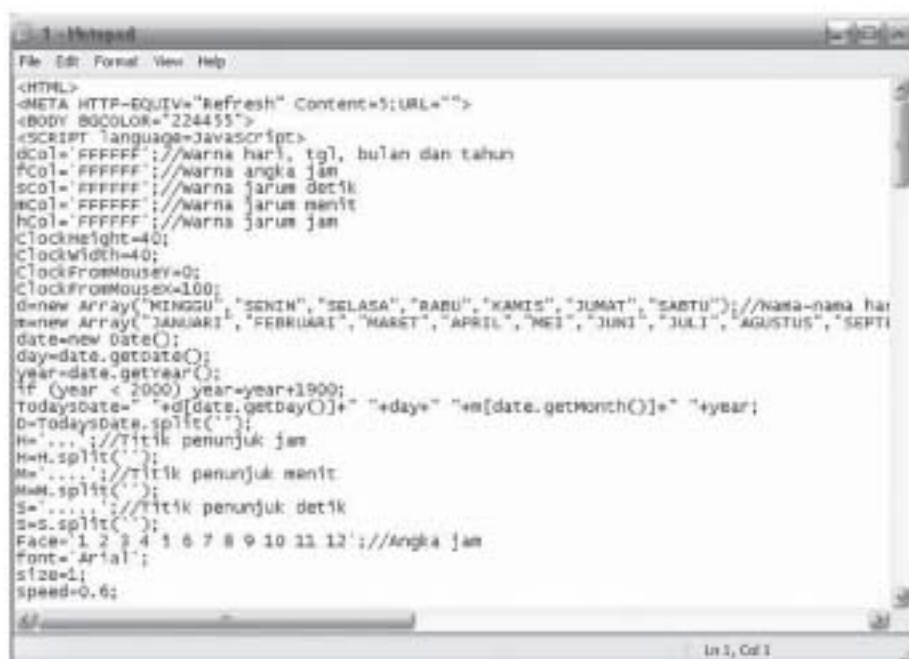 1 - Notepad
File Edit Format View Help
<HTML>
<META HTTP-EQUIV="Refresh" Content=5;URL="">
<BODY BGCOLOR="224455">
<SCRIPT language=JavaScript>
dCol='FFFFFF';//Warna hari, tgl, bulan dan tahun
fCol='FFFFFF';//Warna angka jam
sCol='FFFFFF';//Warna jarum detik
mCol='FFFFFF';//Warna jarum menit
hCol='FFFFFF';//Warna jarum jam
ClockHeight=40;
ClockWidth=40;
ClockFromMouseY=0;
ClockFromMouseX=100;
d=new Array("MINGGU","SENIN","SELASA","RABU","KAMIS","JUMAT","SABTU");//Nama-nama har
m=new Array("JANUARI","FEBRUARI","MARET","APRIL","MEI","JUNI","JULI","AGUSTUS","SEPTE
date=new Date();
day=date.getDate();
year=date.getYear();
if (year < 2000) year=year+1900;
TodaysDate=" "+d[date.getDay()]+" "+day+" "+m[date.getMonth()]+" "+year;
D=TodaysDate.split('');
H='...';//Titik penunjuk jam
H=H.split('');
M='....';//Titik penunjuk menit
M=M.split('');
S='.....';//Titik penunjuk detik
S=S.split('');
Face='1 2 3 4 5 6 7 8 9 10 11 12';//Angka jam
font='Arial';
size=1;
speed=0.6;
Ln 1, Col 1